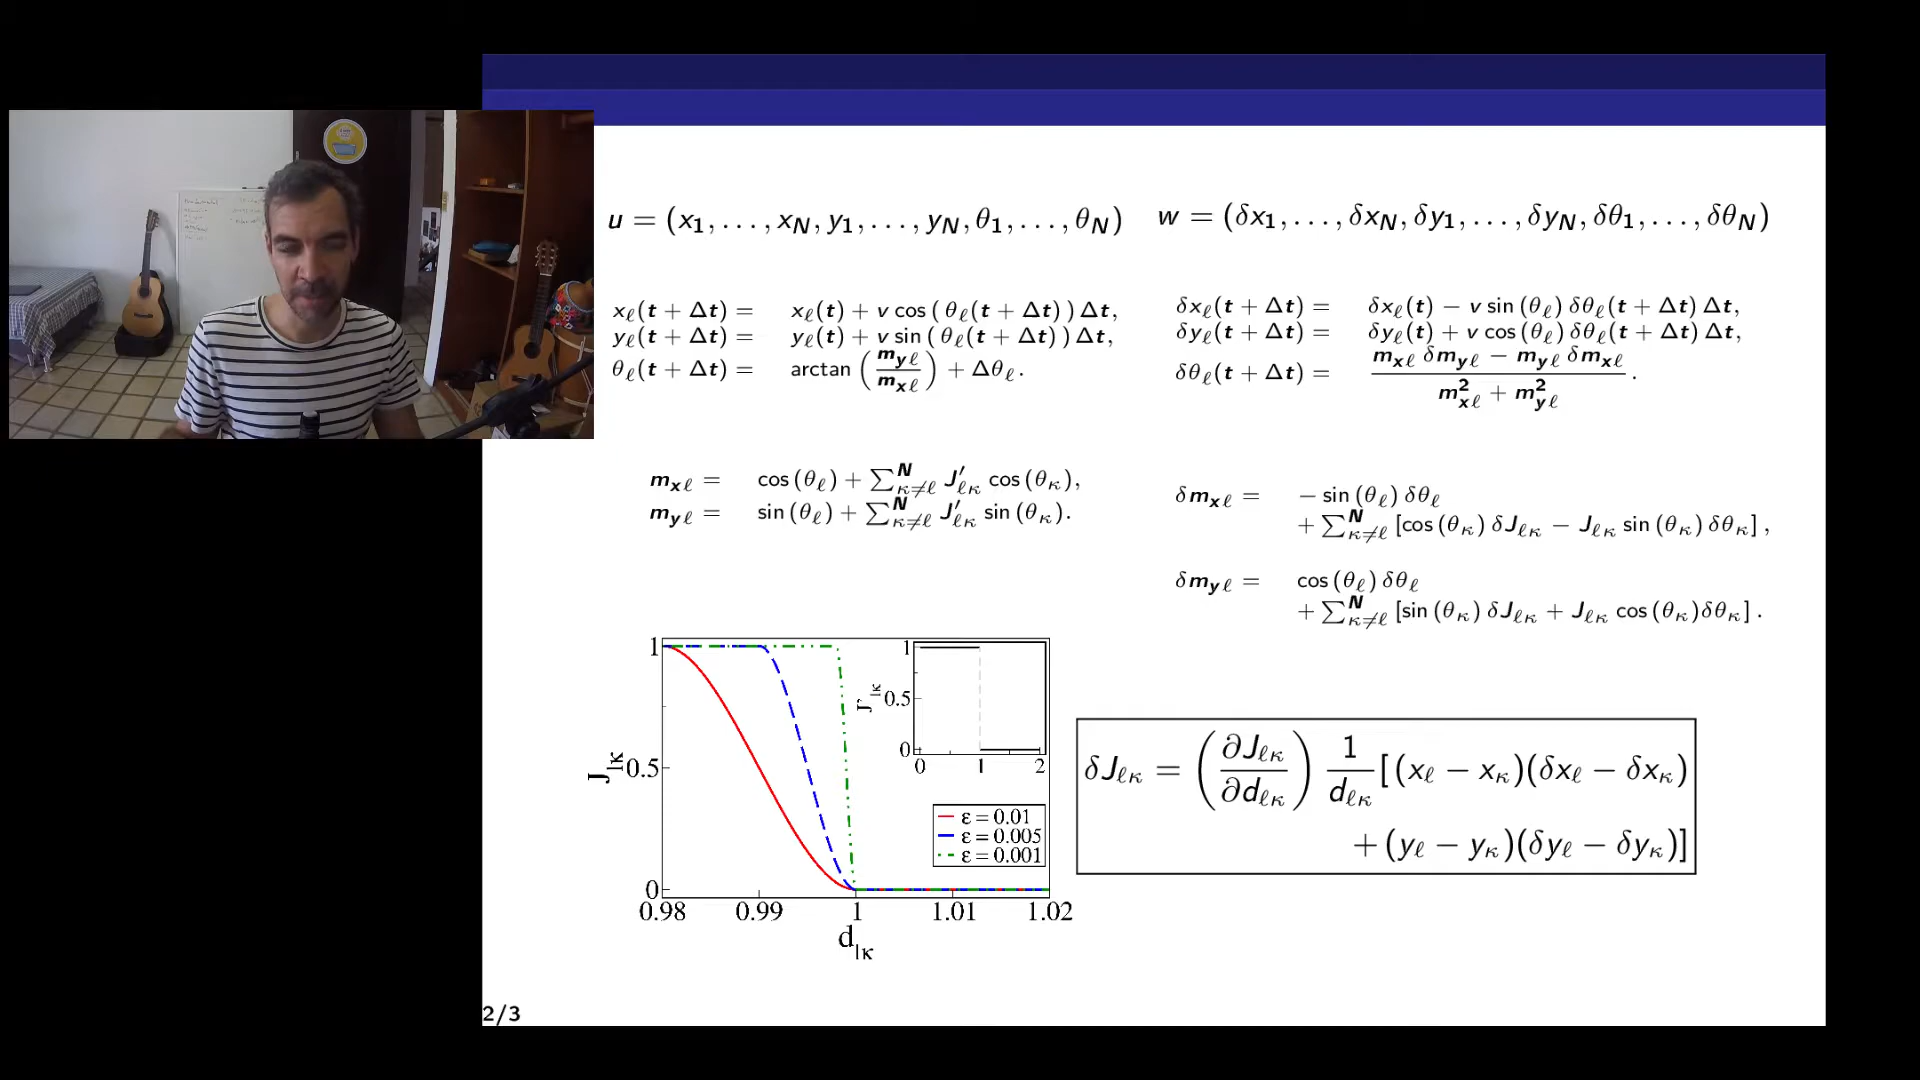 u = (x₁, . . . , x_N, y₁, . . . , y_N, θ₁, . . . , θ_N)
w = (δx₁, . . . , δx_N, δy₁, . . . , δy_N, δθ₁, . . . , δθ_N)
x_ℓ(t + Δt) = x_ℓ(t) + v cos ( θ_ℓ(t + Δt) ) Δt,
y_ℓ(t + Δt) = y_ℓ(t) + v sin ( θ_ℓ(t + Δt) ) Δt,
θ_ℓ(t + Δt) = arctan (m_yℓ / m_xℓ) + Δθ_ℓ .
δx_ℓ(t + Δt) = δx_ℓ(t) − v sin (θ_ℓ) δθ_ℓ(t + Δt) Δt,
δy_ℓ(t + Δt) = δy_ℓ(t) + v cos (θ_ℓ) δθ_ℓ(t + Δt) Δt,
δθ_ℓ(t + Δt) = (m_xℓ δm_yℓ − m_yℓ δm_xℓ) / (m²_xℓ + m²_yℓ) .
m_xℓ = cos (θ_ℓ) + ∑^N_κ≠ℓ J′_ℓκ cos (θ_κ),
m_yℓ = sin (θ_ℓ) + ∑^N_κ≠ℓ J′_ℓκ sin (θ_κ).
δm_xℓ = − sin (θ_ℓ) δθ_ℓ
+ ∑^N_κ≠ℓ [cos (θ_κ) δJ_ℓκ − J_ℓκ sin (θ_κ) δθ_κ] ,
δm_yℓ = cos (θ_ℓ) δθ_ℓ
+ ∑^N_κ≠ℓ [sin (θ_κ) δJ_ℓκ + J_ℓκ cos (θ_κ)δθ_κ] .
1
0.5
0
J_lκ
0.98 0.99 1 1.01 1.02
d_lκ
1
0.5
0
J'_lκ
0 1 2
ε = 0.01
ε = 0.005
ε = 0.001
δJ_ℓκ = (∂J_ℓκ / ∂d_ℓκ) 1/d_ℓκ [(x_ℓ − x_κ)(δx_ℓ − δx_κ)
+ (y_ℓ − y_κ)(δy_ℓ − δy_κ)]
2/3